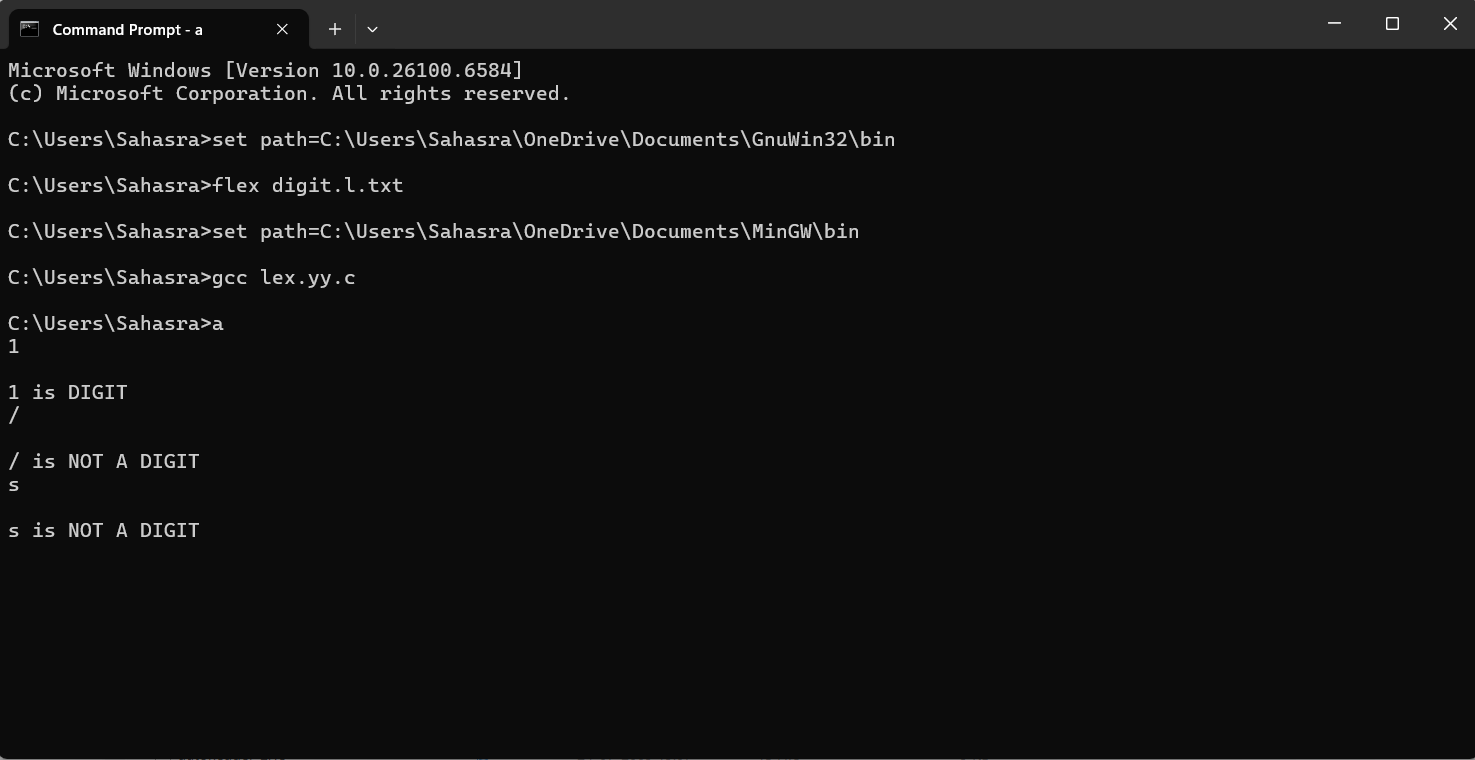 Command Prompt - a
Microsoft Windows [Version 10.0.26100.6584]
(c) Microsoft Corporation. All rights reserved.
C:\Users\Sahasra>set path=C:\Users\Sahasra\OneDrive\Documents\GnuWin32\bin
C:\Users\Sahasra>flex digit.l.txt
C:\Users\Sahasra>set path=C:\Users\Sahasra\OneDrive\Documents\MinGW\bin
C:\Users\Sahasra>gcc lex.yy.c
C:\Users\Sahasra>a
1
1 is DIGIT
/
/ is NOT A DIGIT
s
s is NOT A DIGIT